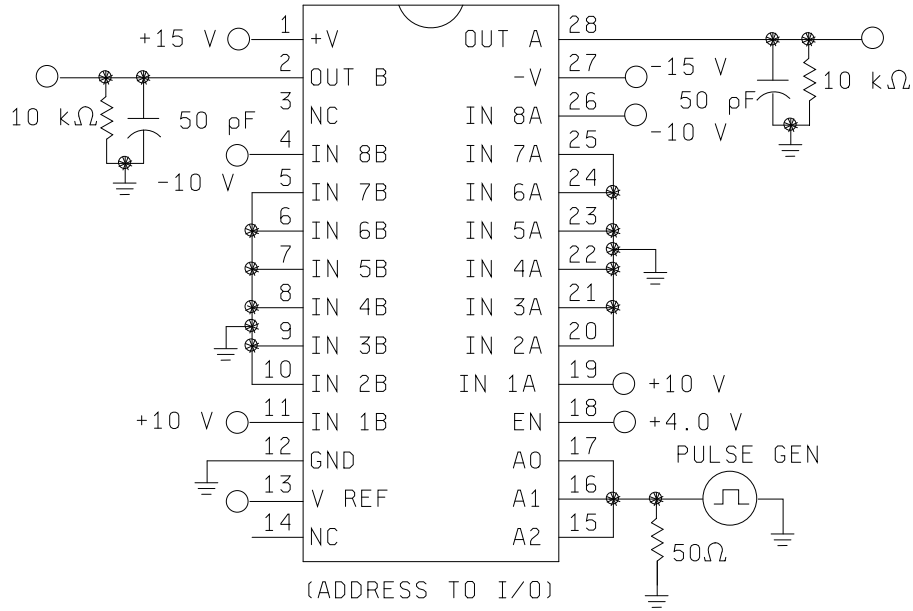 1 +V OUT A 28
+15 V
2 OUT B -V 27
-15 V
10 kΩ 50 pF
3 NC IN 8A 26
50 pF 10 kΩ
-10 V
4 IN 8B IN 7A 25
-10 V
5 IN 7B IN 6A 24
6 IN 6B IN 5A 23
7 IN 5B IN 4A 22
8 IN 4B IN 3A 21
9 IN 3B IN 2A 20
10 IN 2B IN 1A 19
+10 V
+10 V 11 IN 1B EN 18
+4.0 V
12 GND A0 17
PULSE GEN
13 V REF A1 16
14 NC A2 15
50Ω
(ADDRESS TO I/O)